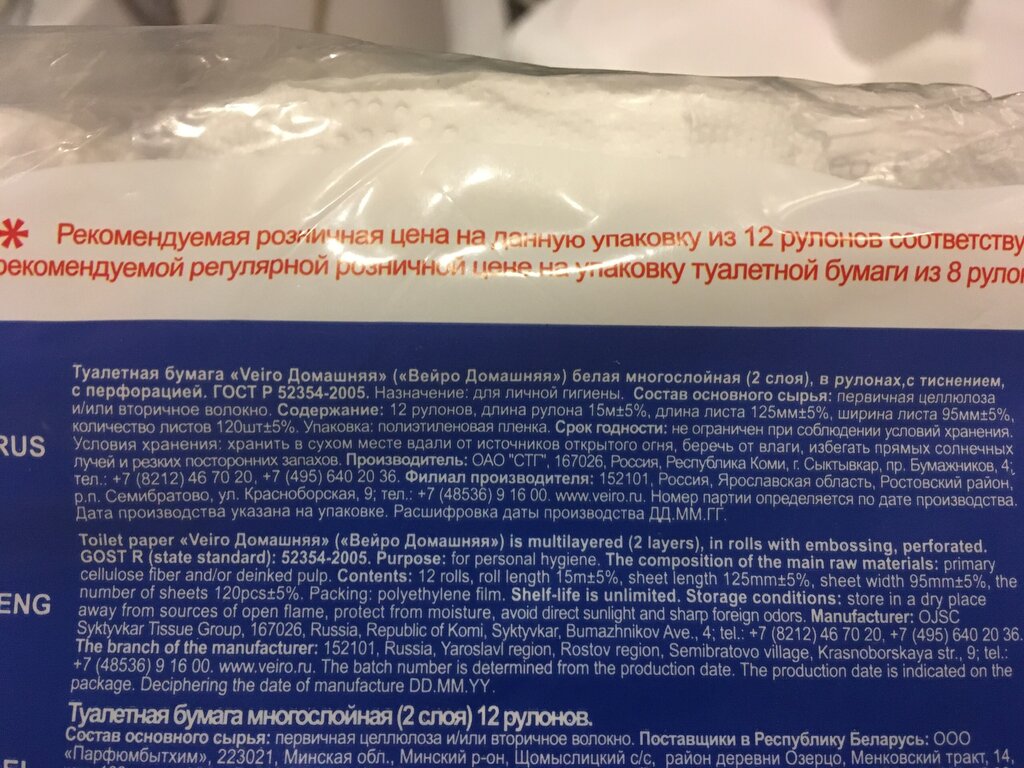 * Рекомендуемая розничная цена на данную упаковку из 12 рулонов соответству
рекомендуемой регулярной розничной цене на упаковку туалетной бумаги из 8 рулон
RUS
Туалетная бумага «Veiro Домашняя» («Вейро Домашняя») белая многослойная (2 слоя), в рулонах,с тиснением,
с перфорацией. ГОСТ Р 52354-2005. Назначение: для личной гигиены. Состав основного сырья: первичная целлюлоза
и/или вторичное волокно. Содержание: 12 рулонов, длина рулона 15м±5%, длина листа 125мм±5%, ширина листа 95мм±5%,
количество листов 120шт±5%. Упаковка: полиэтиленовая пленка. Срок годности: не ограничен при соблюдении условий хранения.
Условия хранения: хранить в сухом месте вдали от источников открытого огня, беречь от влаги, избегать прямых солнечных
лучей и резких посторонних запахов. Производитель: ОАО "СТГ", 167026, Россия, Республика Коми, г. Сыктывкар, пр. Бумажников, 4;
тел.: +7 (8212) 46 70 20, +7 (495) 640 20 36. Филиал производителя: 152101, Россия, Ярославская область, Ростовский район,
р.п. Семибратово, ул. Красноборская, 9; тел.: +7 (48536) 9 16 00. www.veiro.ru. Номер партии определяется по дате производства.
Дата производства указана на упаковке. Расшифровка даты производства ДД.ММ.ГГ.
ENG
Toilet paper «Veiro Домашняя» («Вейро Домашняя») is multilayered (2 layers), in rolls with embossing, perforated.
GOST R (state standard): 52354-2005. Purpose: for personal hygiene. The composition of the main raw materials: primary
cellulose fiber and/or deinked pulp. Contents: 12 rolls, roll length 15m±5%, sheet length 125mm±5%, sheet width 95mm±5%, the
number of sheets 120pcs±5%. Packing: polyethylene film. Shelf-life is unlimited. Storage conditions: store in a dry place
away from sources of open flame, protect from moisture, avoid direct sunlight and sharp foreign odors. Manufacturer: OJSC
Syktyvkar Tissue Group, 167026, Russia, Republic of Komi, Syktyvkar, Bumazhnikov Ave., 4; tel.: +7 (8212) 46 70 20, +7 (495) 640 20 36.
The branch of the manufacturer: 152101, Russia, Yaroslavl region, Rostov region, Semibratovo village, Krasnoborskaya str., 9; tel.:
+7 (48536) 9 16 00. www.veiro.ru. The batch number is determined from the production date. The production date is indicated on the
package. Deciphering the date of manufacture DD.MM.YY.
Туалетная бумага многослойная (2 слоя) 12 рулонов.
Состав основного сырья: первичная целлюлоза и/или вторичное волокно. Поставщики в Республику Беларусь: ООО
«Парфюмбытхим», 223021, Минская обл., Минский р-он, Щомыслицкий с/с, район деревни Озерцо, Менковский тракт, 14,